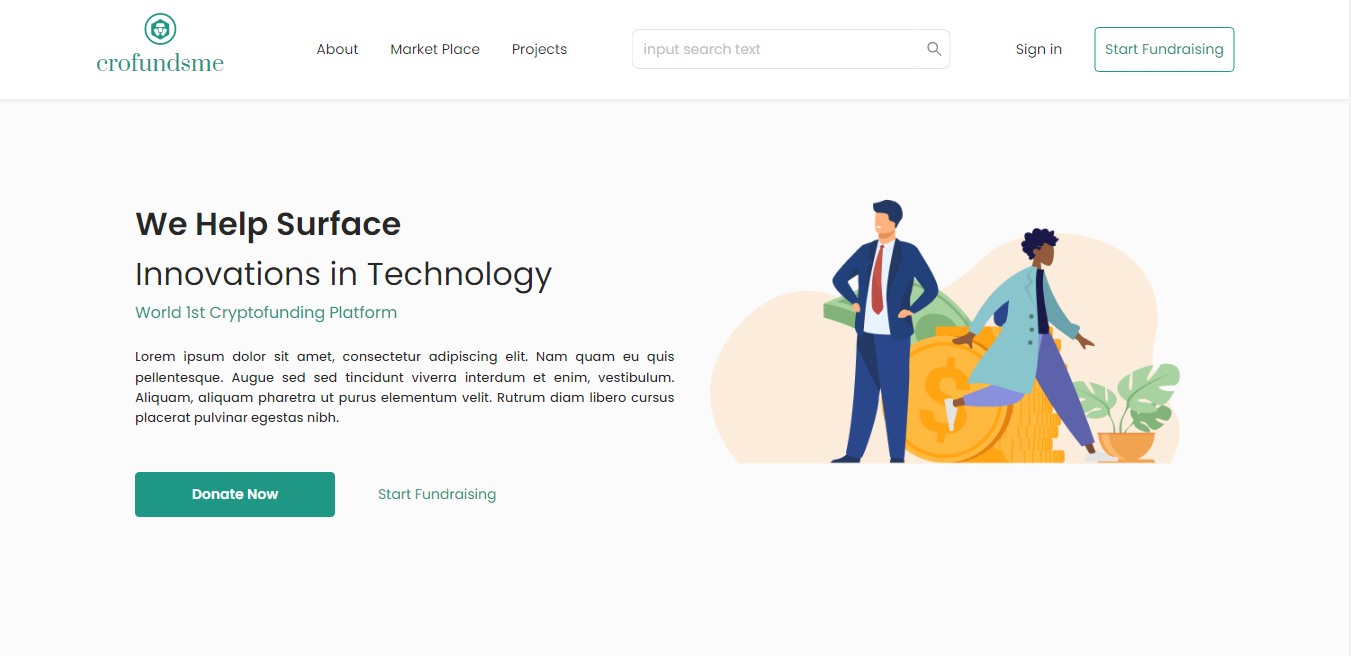 crofundsme
About
Market Place
Projects
input search text
Sign in
Start Fundraising
We Help Surface
Innovations in Technology
World 1st Cryptofunding Platform
Lorem ipsum dolor sit amet, consectetur adipiscing elit. Nam quam eu quis
pellentesque. Augue sed sed tincidunt viverra interdum et enim, vestibulum.
Aliquam, aliquam pharetra ut purus elementum velit. Rutrum diam libero cursus
placerat pulvinar egestas nibh.
Donate Now
Start Fundraising
$